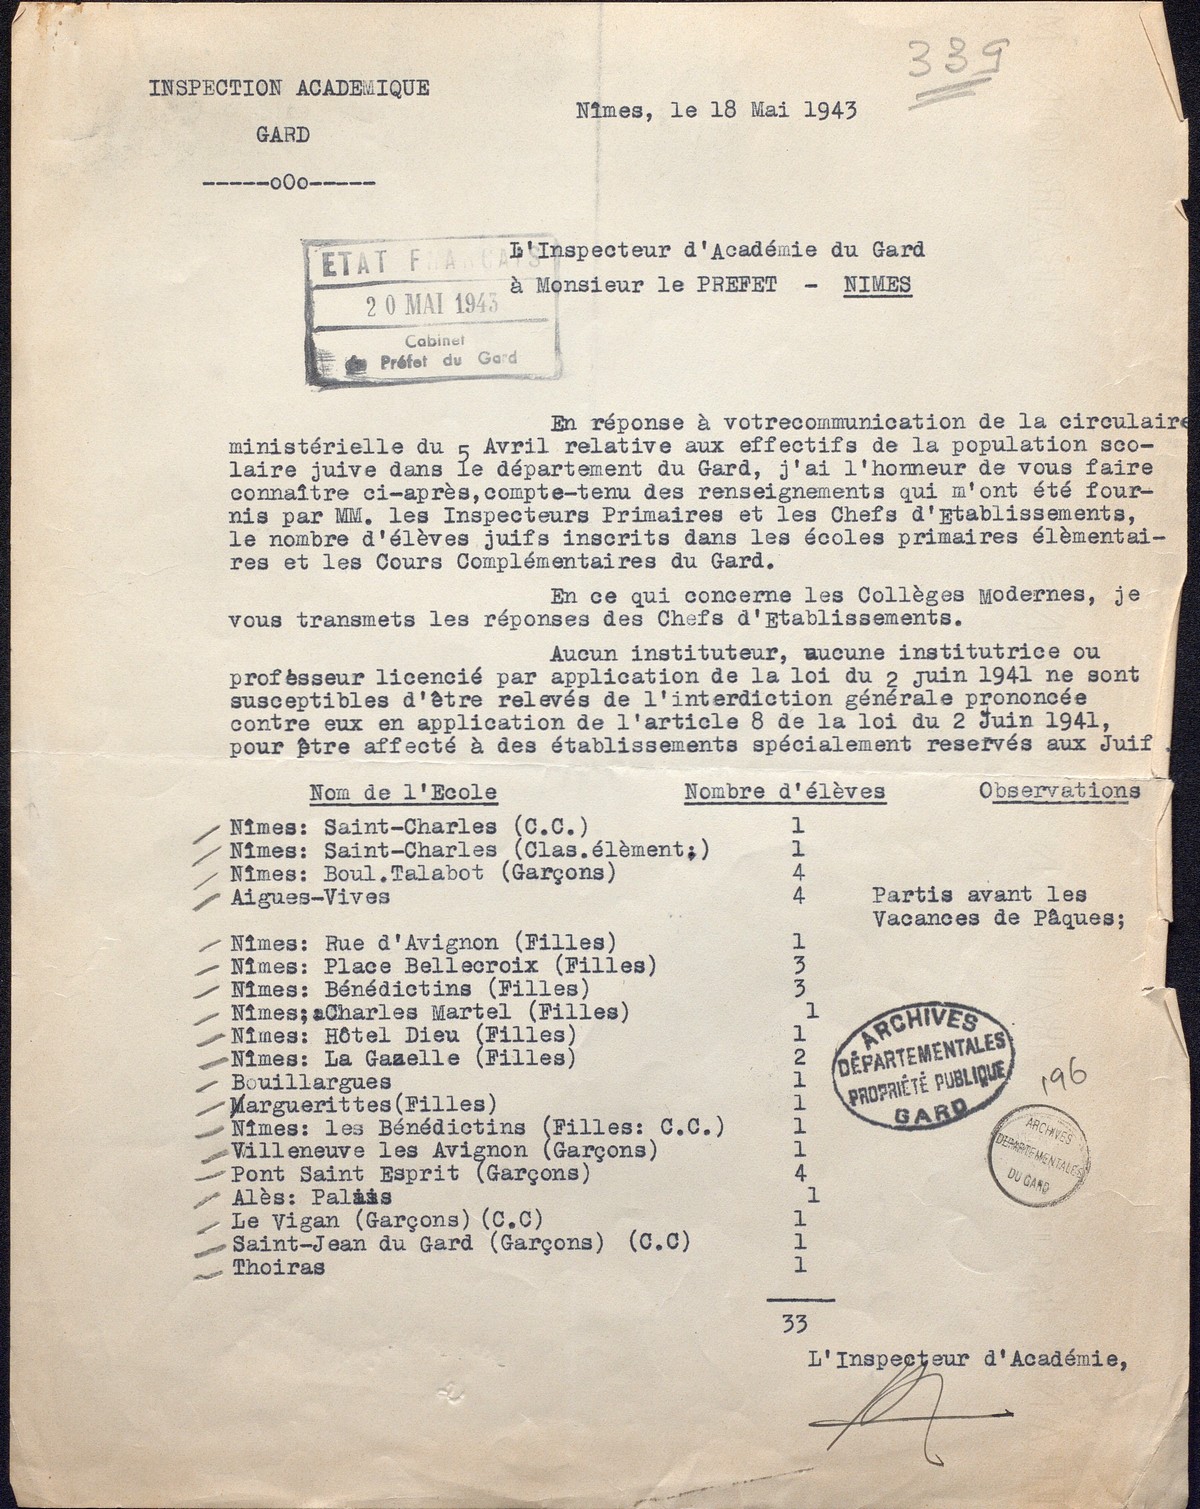 339
INSPECTION ACADEMIQUE
Nîmes, le 18 Mai 1943
GARD
-----oOo-----
L'Inspecteur d'Académie du Gard
à Monsieur le PREFET - NIMES
ETAT FRANCAIS
20 MAI 1943
Cabinet
du Préfet du Gard
En réponse à votrecommunication de la circulaire
ministérielle du 5 Avril relative aux effectifs de la population sco-
laire juive dans le département du Gard, j'ai l'honneur de vous faire
connaître ci-après,compte-tenu des renseignements qui m'ont été four-
nis par MM. les Inspecteurs Primaires et les Chefs d'Etablissements,
le nombre d'élèves juifs inscrits dans les écoles primaires élèmentai-
res et les Cours Complémentaires du Gard.
En ce qui concerne les Collèges Modernes, je
vous transmets les réponses des Chefs d'Etablissements.
Aucun instituteur, aucune institutrice ou
professeur licencié par application de la loi du 2 juin 1941 ne sont
susceptibles d'être relevés de l'interdiction générale prononcée
contre eux en application de l'article 8 de la loi du 2 Juin 1941,
pour être affecté à des établissements spécialement reservés aux Juif .
Nom de l'Ecole Nombre d'élèves Observations
Nîmes: Saint-Charles (C.C.) 1
Nîmes: Saint-Charles (Clas.élèment;) 1
Nîmes: Boul.Talabot (Garçons) 4
Aigues-Vives 4 Partis avant les
Vacances de Pâques;
Nîmes: Rue d'Avignon (Filles) 1
Nîmes: Place Bellecroix (Filles) 3
Nîmes: Bénédictins (Filles) 3
Nîmes; Charles Martel (Filles) 1
Nîmes: Hôtel Dieu (Filles) 1
Nîmes: La Gazelle (Filles) 2
Bouillargues 1
Marguerittes(Filles) 1
Nîmes: les Bénédictins (Filles: C.C.) 1
Villeneuve les Avignon (Garçons) 1
Pont Saint Esprit (Garçons) 4
Alès: Palais 1
Le Vigan (Garçons) (C.C) 1
Saint-Jean du Gard (Garçons) (C.C) 1
Thoiras 1
33
ARCHIVES
DÉPARTEMENTALES
PROPRIÉTÉ PUBLIQUE
GARD
196
ARCHIVES
DEPARTEMENTALES
DU GARD
L'Inspecteur d'Académie,